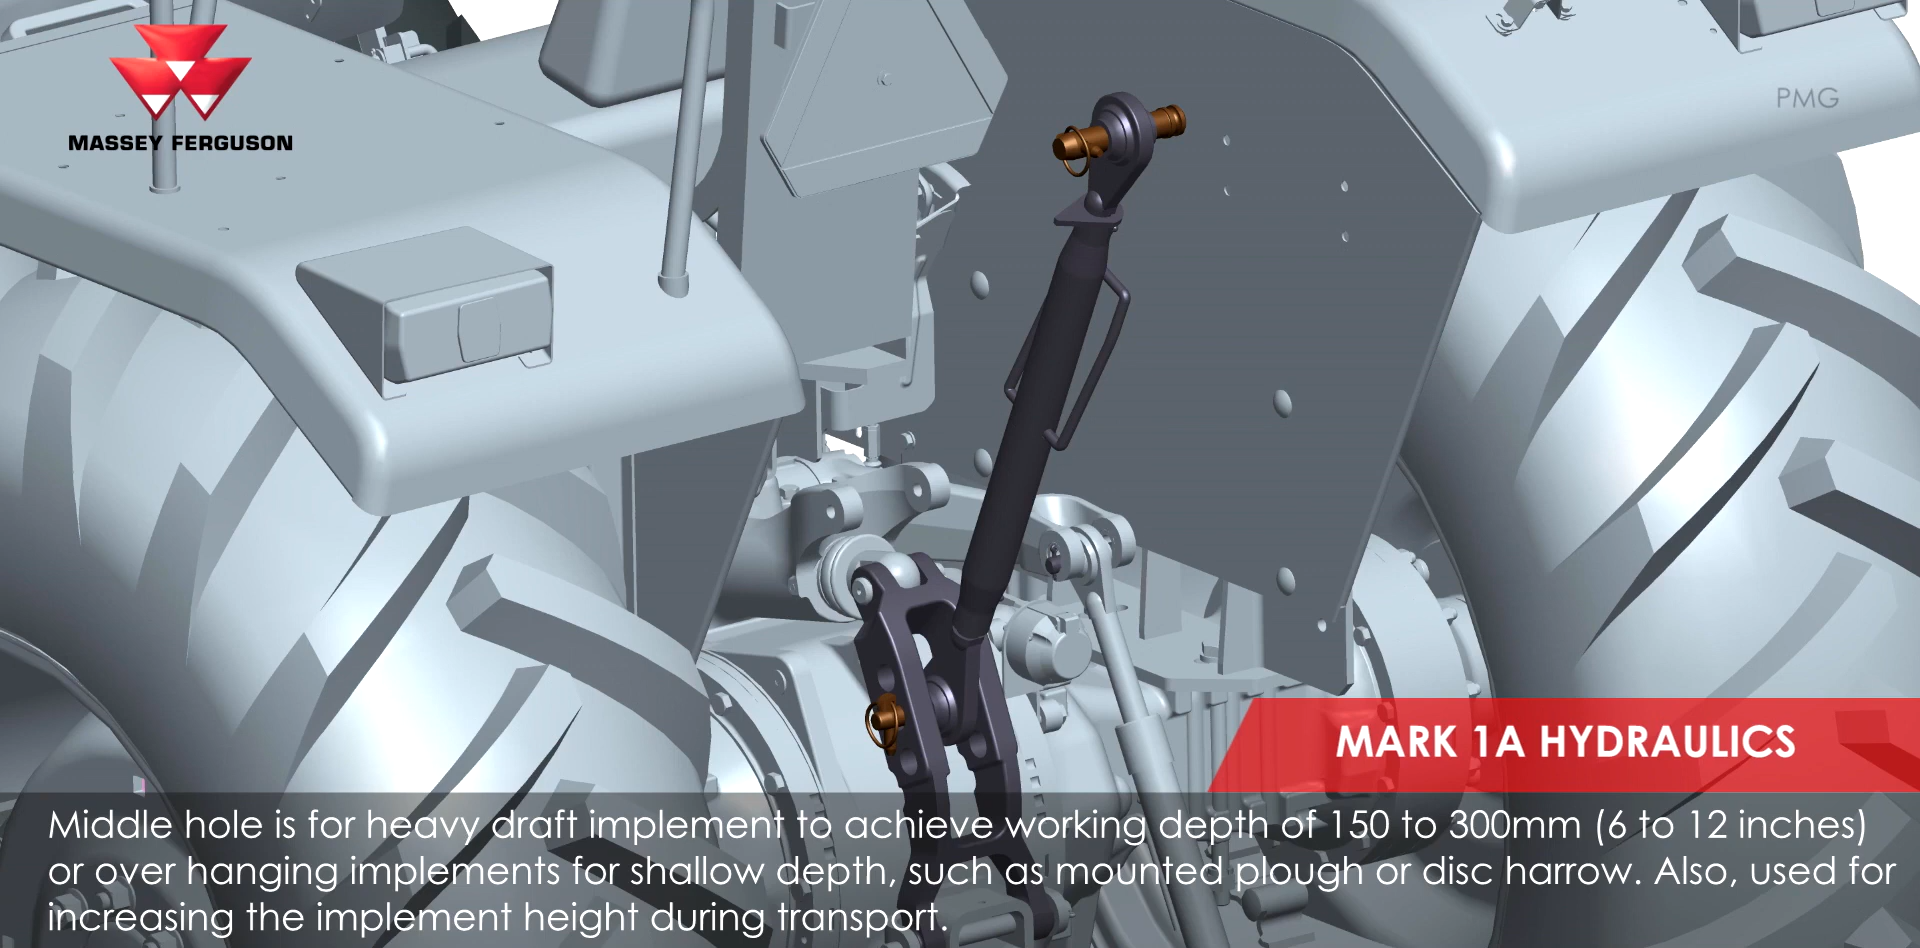 MASSEY FERGUSON
PMG
MARK 1A HYDRAULICS
Middle hole is for heavy draft implement to achieve working depth of 150 to 300mm (6 to 12 inches)
or over hanging implements for shallow depth, such as mounted plough or disc harrow. Also, used for
increasing the implement height during transport.